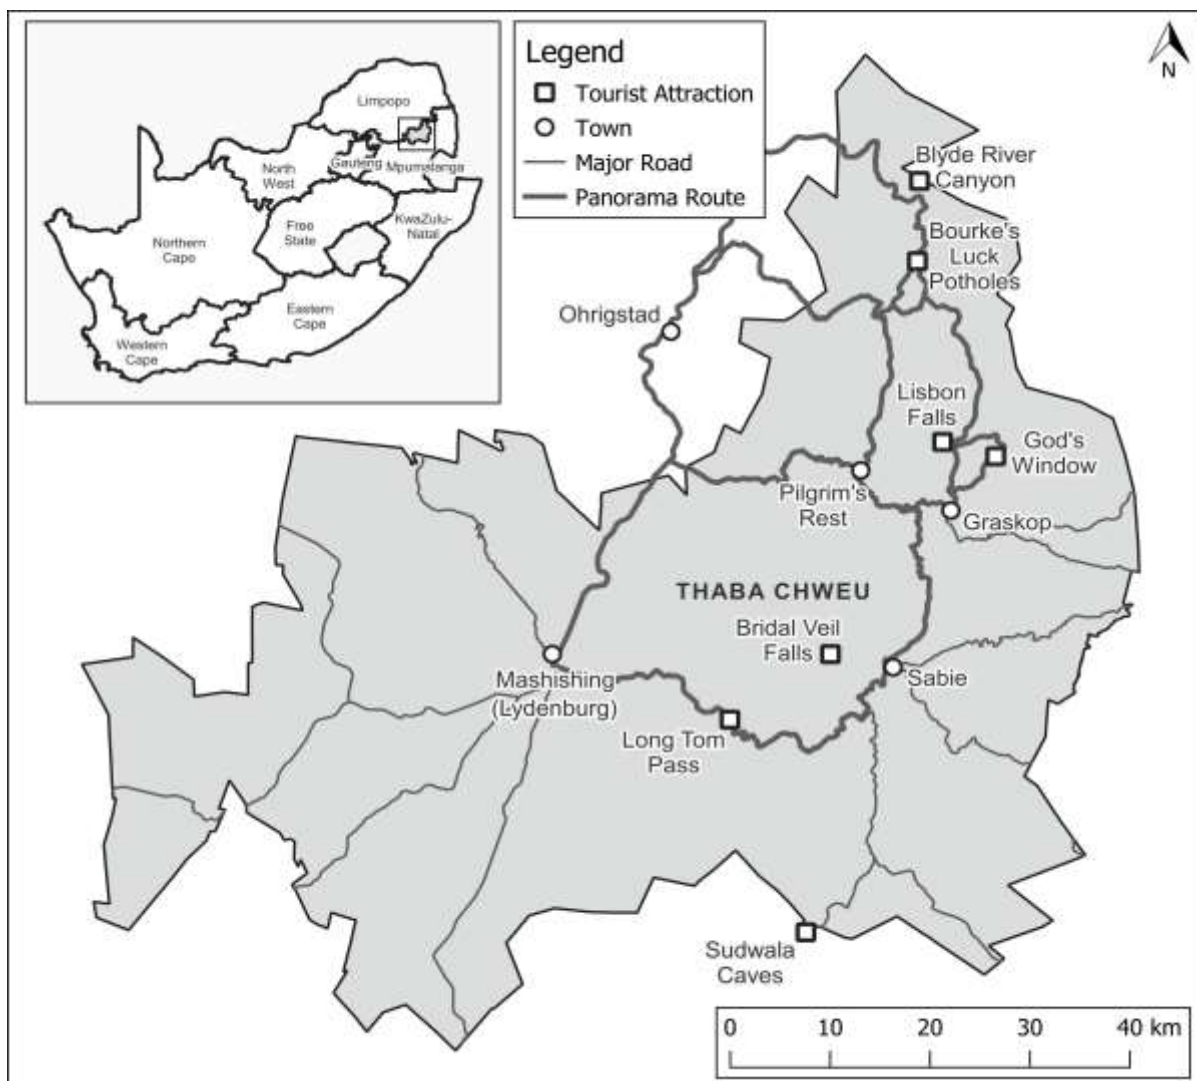 Limpopo
North
West
Gauteng
Mpumalanga
Free
State
KwaZulu-
Natal
Northern
Cape
Eastern
Cape
Western
Cape
Legend
Tourist Attraction
Town
Major Road
Panorama Route
N
Blyde River
Canyon
Bourke's
Luck
Potholes
Ohrigstad
Lisbon
Falls
God's
Window
Pilgrim's
Rest
Graskop
THABA CHWEU
Bridal Veil
Falls
Mashishing
(Lydenburg)
Sabie
Long Tom
Pass
Sudwala
Caves
0 10 20 30 40 km